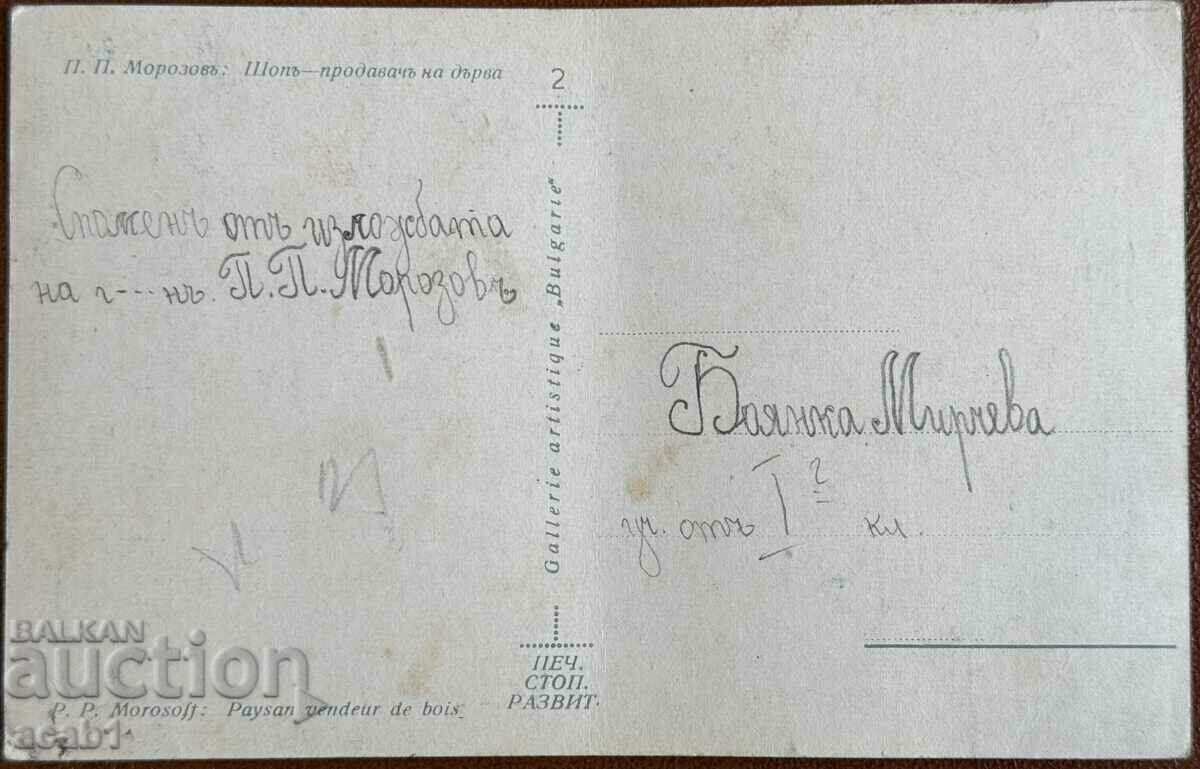 П. П. Морозовъ: Шопъ—продавачъ на дърва
отъ изложбата
на г---нъ. П. П. Морозовъ
2
Gallerie artistique „Bulgarie“
ПЕЧ.
СТОП.
РАЗВИТ.
Боянка Мирчева
уч. отъ I г кл.
P. P. Morosoff: Paysan vendeur de bois
BALKAN
auction
acab1